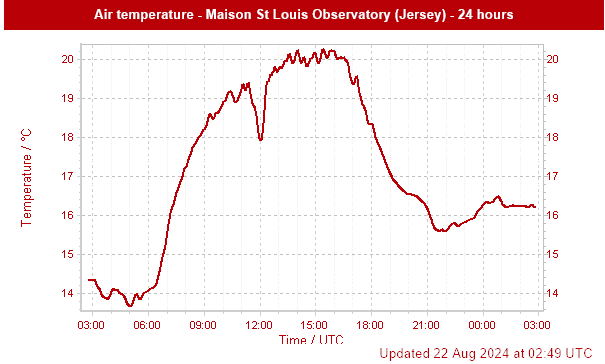 Air temperature - Maison St Louis Observatory (Jersey) - 24 hours
Temperature / °C
20 20
19 19
18 18
17 17
16 16
15 15
14 14
03:00 06:00 09:00 12:00 15:00 18:00 21:00 00:00 03:00
Time / UTC
Updated 22 Aug 2024 at 02:49 UTC